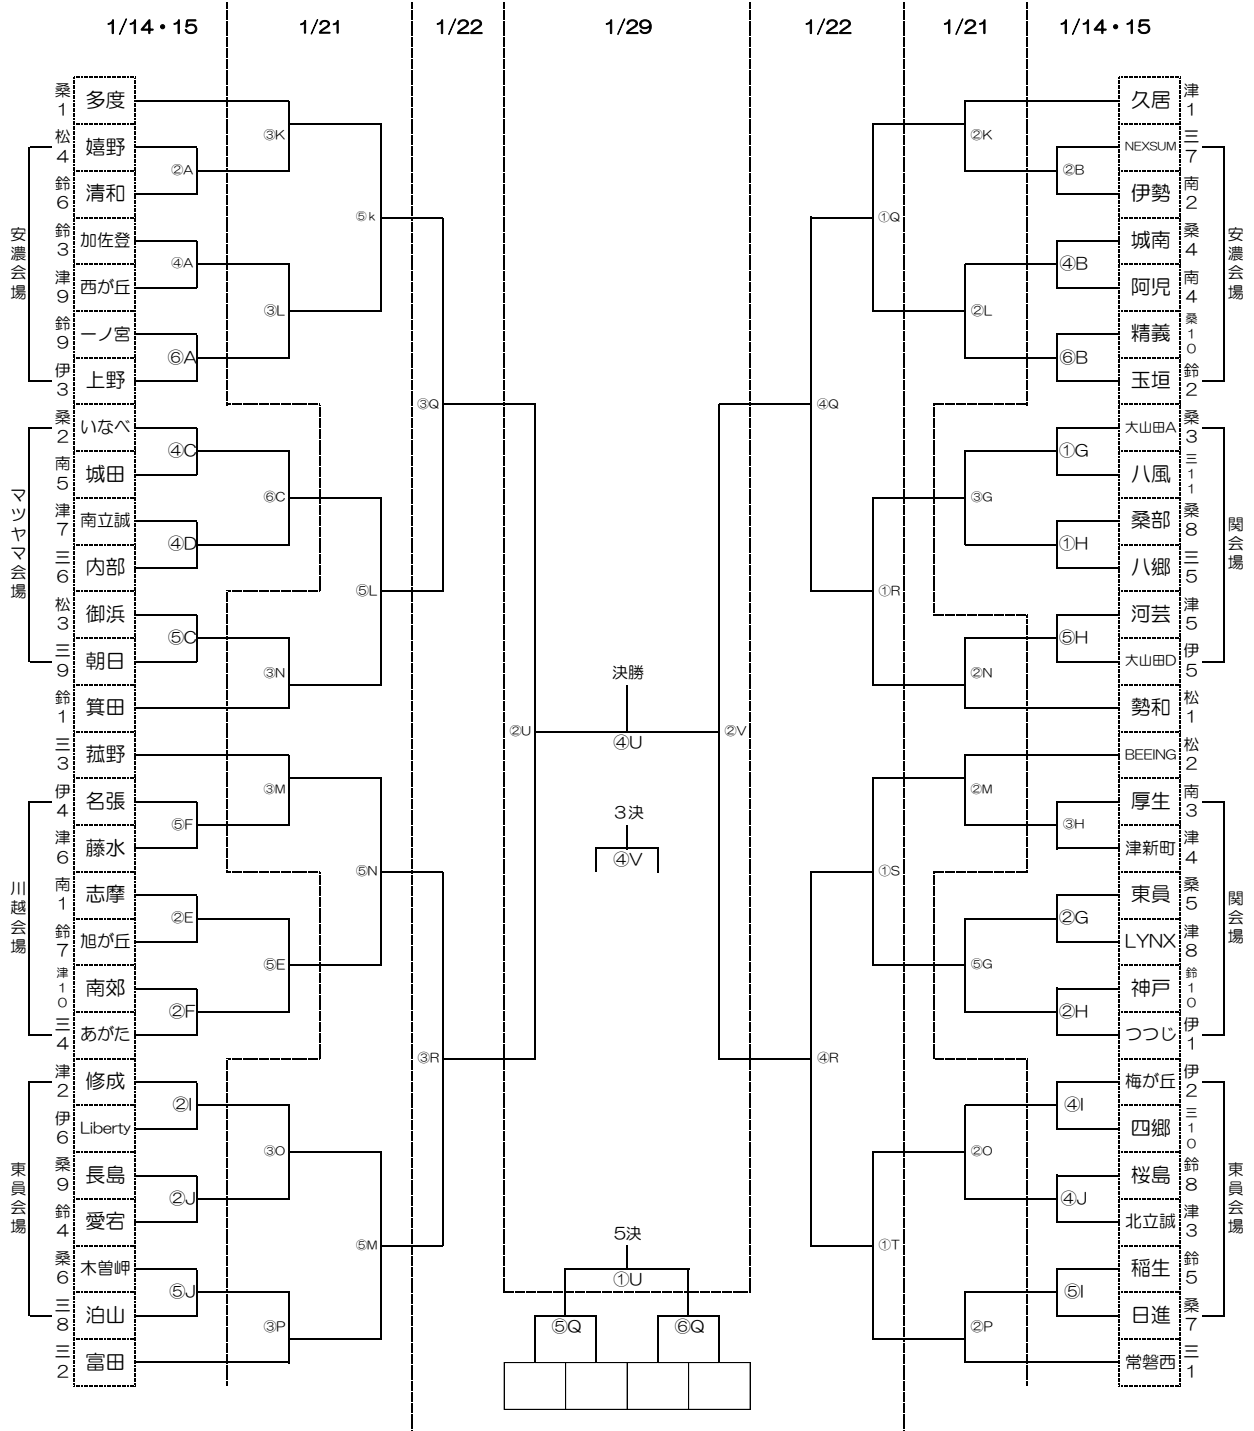 1/14・15 1/21 1/22 1/29 1/22 1/21 1/14・15
桑1 多度
松4 嬉野
鈴6 清和
鈴3 加佐登
津9 西が丘
鈴9 一ノ宮
伊3 上野
桑2 いなべ
南5 城田
津7 南立誠
三6 内部
松3 御浜
三9 朝日
鈴1 箕田
三3 菰野
伊4 名張
津6 藤水
南1 志摩
鈴7 旭が丘
津10 南郊
三4 あがた
津2 修成
伊6 Liberty
桑9 長島
鈴4 愛宕
桑6 木曽岬
三8 泊山
三2 富田
安濃会場
マツヤマ会場
川越会場
東員会場
②A
④A
⑥A
④C
④D
⑤C
⑤F
②E
②F
②I
②J
⑤J
③K
③L
⑥C
③N
③M
⑤E
③O
③P
⑤k
⑤L
⑤N
⑤M
③Q
③R
②U
決勝
④U
3決
④V
5決
①U
⑤Q
⑥Q
②V
④Q
④R
①Q
①R
①S
①T
②K
②L
③G
②N
②M
⑤G
②O
②P
②B
④B
⑥B
①G
①H
⑤H
③H
②G
②H
④I
④J
⑤I
久居 津1
NEXSUM 三7
伊勢 南2
城南 桑4
阿児 南4
精義 桑10
玉垣 鈴2
大山田A 桑3
八風 三11
桑部 桑8
八郷 三5
河芸 津5
大山田D 伊5
勢和 松1
BEEING 松2
厚生 南3
津新町 津4
東員 桑5
LYNX 津8
神戸 鈴10
つつじ 伊1
梅が丘 伊2
四郷 三10
桜島 鈴8
北立誠 津3
稲生 鈴5
日進 桑7
常磐西 三1
安濃会場
関会場
関会場
東員会場